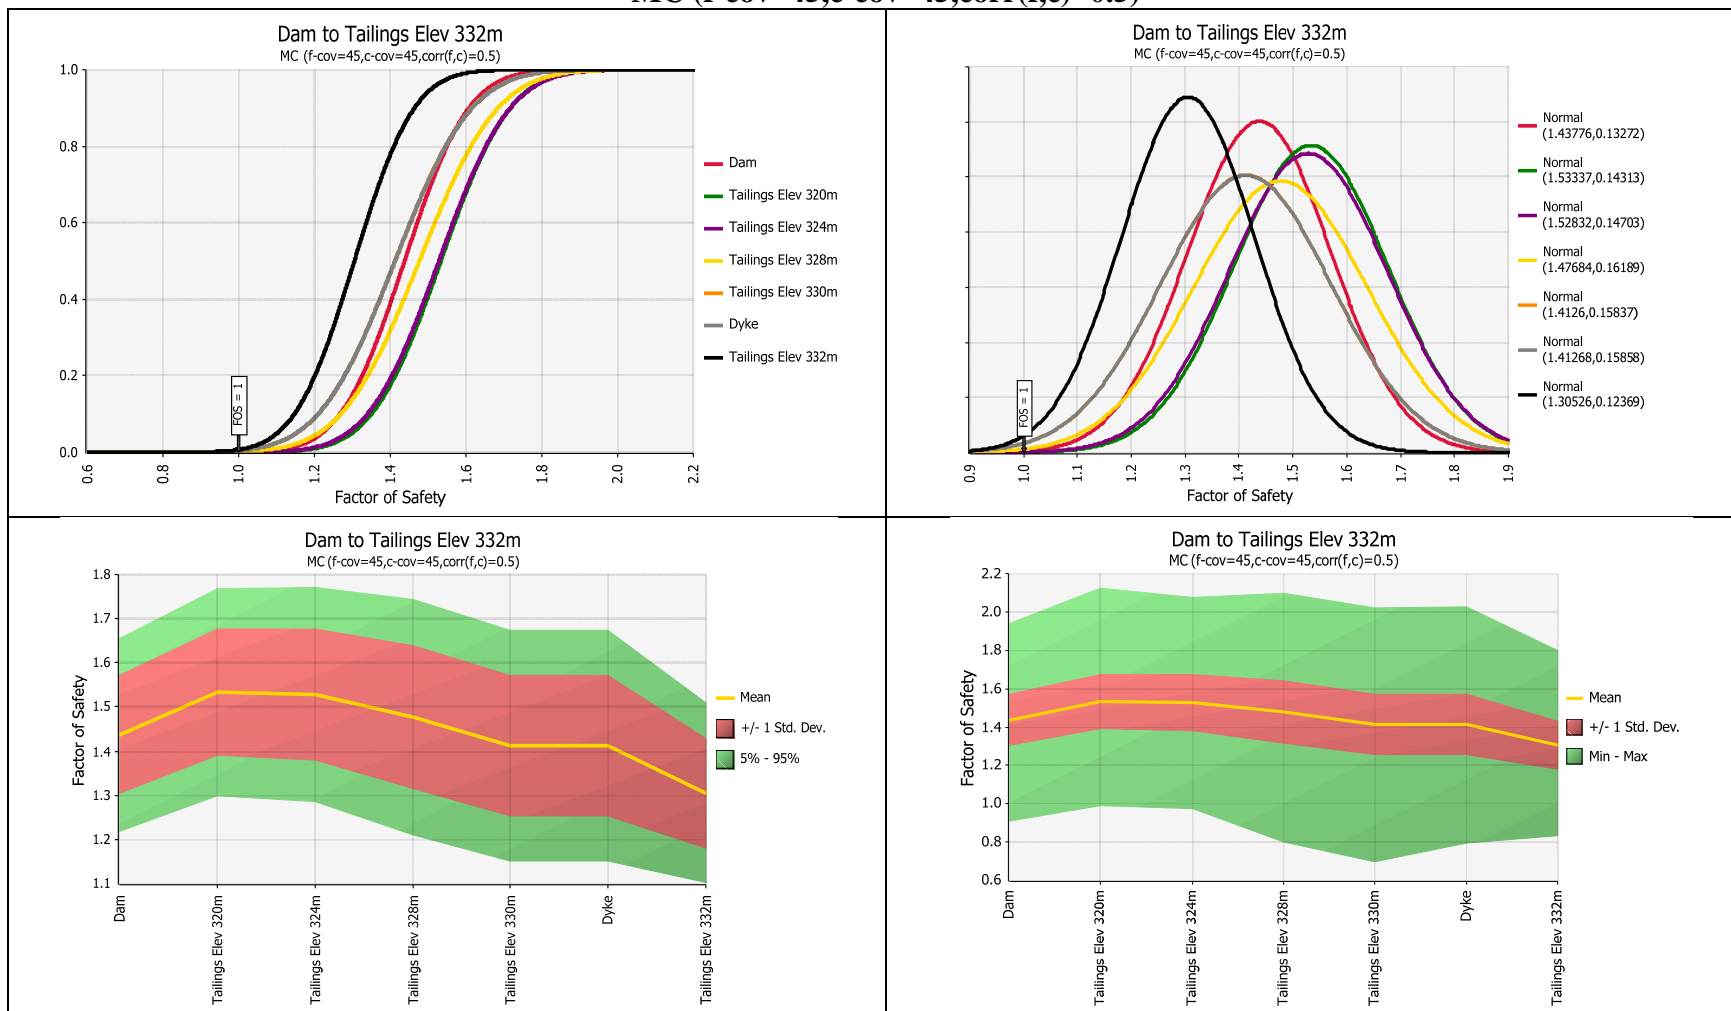 MC (f-cov=45,c-cov=45,corr(f,c)=0.5)
Dam to Tailings Elev 332m
MC (f-cov=45,c-cov=45,corr(f,c)=0.5)
1.0
0.8
0.6
0.4
0.2
0.0
FOS = 1
0.6
0.8
1.0
1.2
1.4
1.6
1.8
2.0
2.2
Factor of Safety
Dam
Tailings Elev 320m
Tailings Elev 324m
Tailings Elev 328m
Tailings Elev 330m
Dyke
Tailings Elev 332m
Dam to Tailings Elev 332m
MC (f-cov=45,c-cov=45,corr(f,c)=0.5)
FOS = 1
0.9
1.0
1.1
1.2
1.3
1.4
1.5
1.6
1.7
1.8
1.9
Factor of Safety
Normal
(1.43776,0.13272)
Normal
(1.53337,0.14313)
Normal
(1.52832,0.14703)
Normal
(1.47684,0.16189)
Normal
(1.4126,0.15837)
Normal
(1.41268,0.15858)
Normal
(1.30526,0.12369)
Dam to Tailings Elev 332m
MC (f-cov=45,c-cov=45,corr(f,c)=0.5)
Factor of Safety
1.8
1.7
1.6
1.5
1.4
1.3
1.2
1.1
Dam
Tailings Elev 320m
Tailings Elev 324m
Tailings Elev 328m
Tailings Elev 330m
Dyke
Tailings Elev 332m
Mean
+/- 1 Std. Dev.
5% - 95%
Dam to Tailings Elev 332m
MC (f-cov=45,c-cov=45,corr(f,c)=0.5)
Factor of Safety
2.2
2.0
1.8
1.6
1.4
1.2
1.0
0.8
0.6
Dam
Tailings Elev 320m
Tailings Elev 324m
Tailings Elev 328m
Tailings Elev 330m
Dyke
Tailings Elev 332m
Mean
+/- 1 Std. Dev.
Min - Max